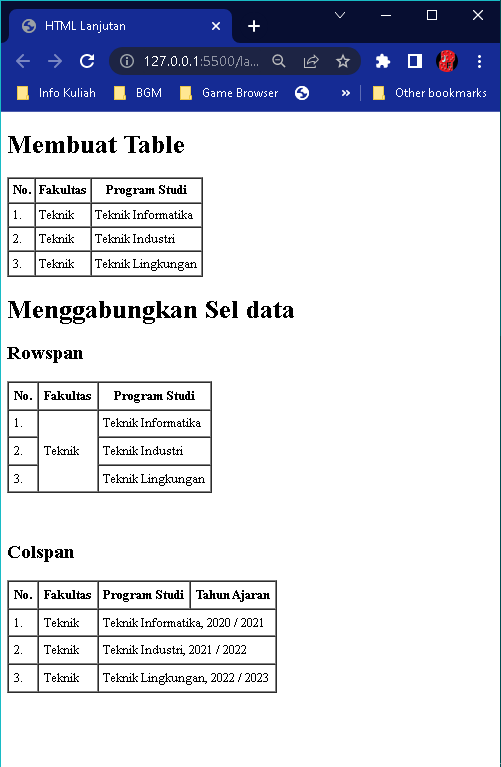 HTML Lanjutan
127.0.0.1:5500/la...
Info Kuliah BGM Game Browser » Other bookmarks
Membuat Table
No. Fakultas Program Studi
1. Teknik Teknik Informatika
2. Teknik Teknik Industri
3. Teknik Teknik Lingkungan
Menggabungkan Sel data
Rowspan
No. Fakultas Program Studi
1. Teknik Informatika
2. Teknik Teknik Industri
3. Teknik Lingkungan
Colspan
No. Fakultas Program Studi Tahun Ajaran
1. Teknik Teknik Informatika, 2020 / 2021
2. Teknik Teknik Industri, 2021 / 2022
3. Teknik Teknik Lingkungan, 2022 / 2023